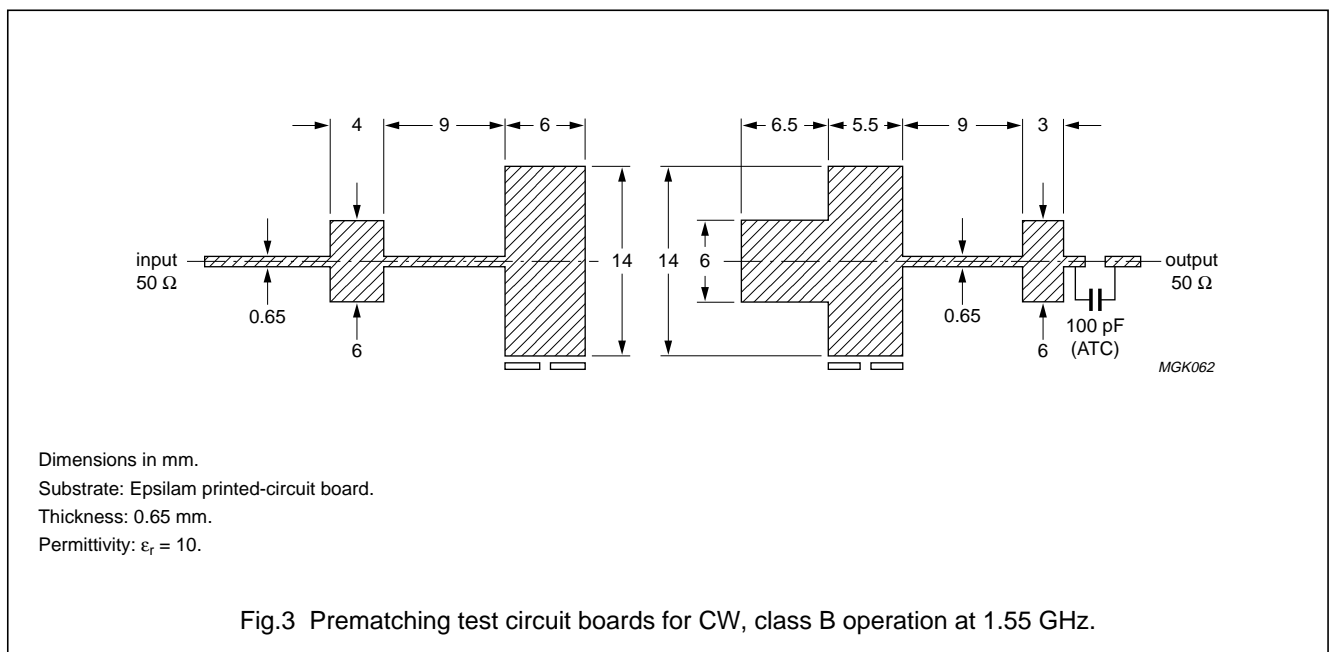 4 9 6 6.5 5.5 9 3
input
50 Ω
14 14 6
output
50 Ω
0.65 0.65
100 pF
(ATC)
6 6
MGK062
Dimensions in mm.
Substrate: Epsilam printed-circuit board.
Thickness: 0.65 mm.
Permittivity: εr = 10.
Fig.3 Prematching test circuit boards for CW, class B operation at 1.55 GHz.